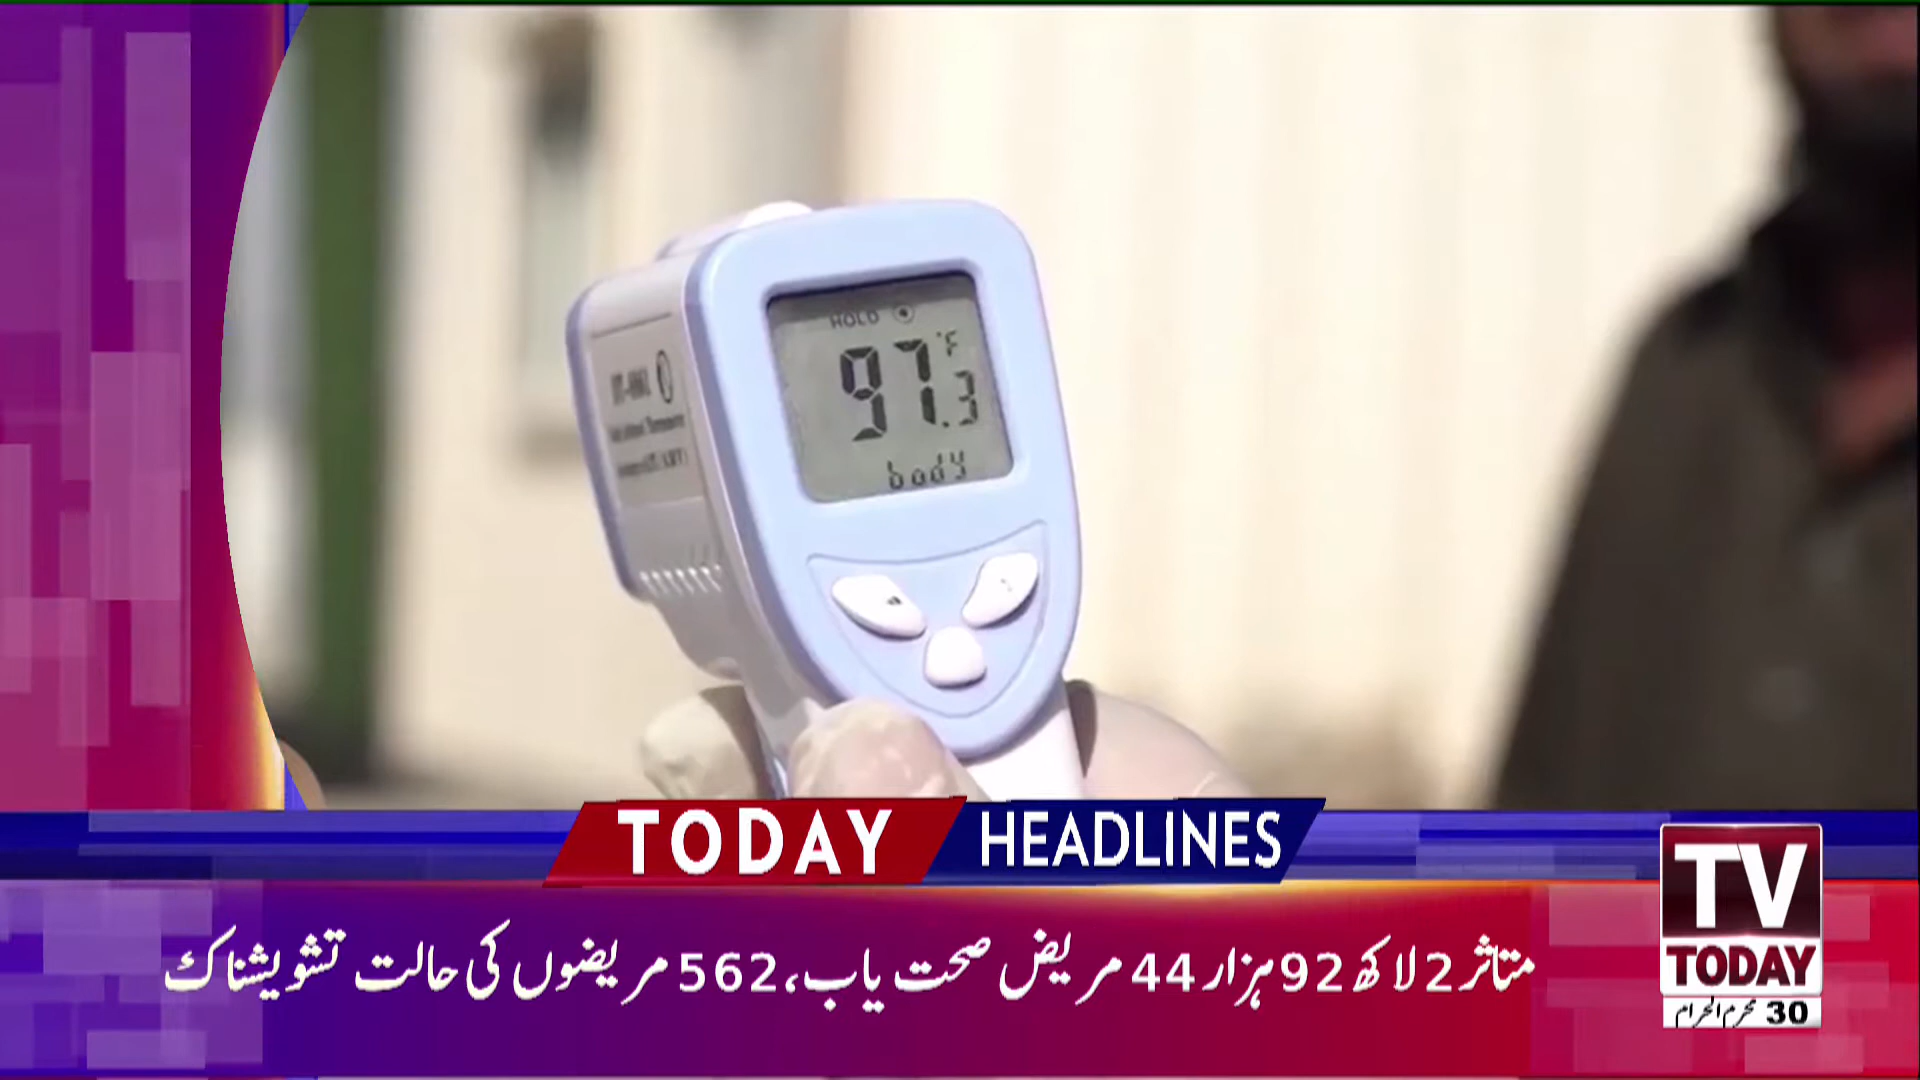 HOLD
97.3 °F
body
TODAY HEADLINES
متاثر 2 لاکھ 92 ہزار 44 مریض صحت یاب، 562 مریضوں کی حالت تشویشناک
TV
TODAY
30 محرم الحرام